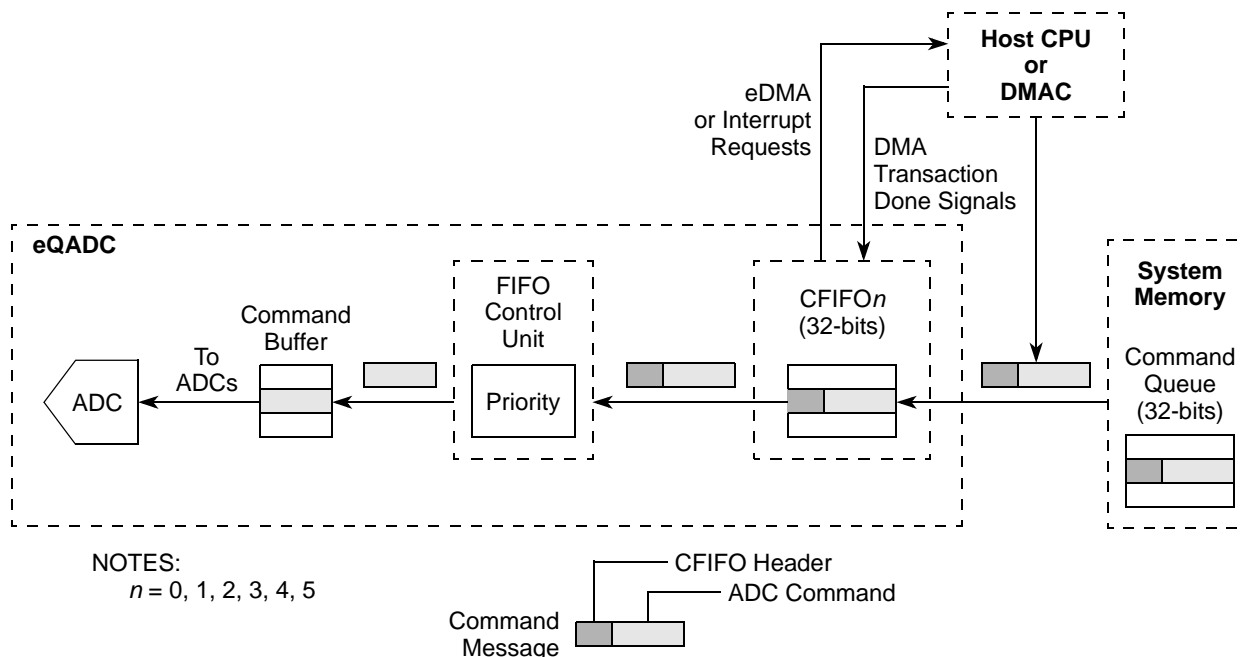 Host CPU
or
DMAC
eDMA
or Interrupt
Requests
DMA
Transaction
Done Signals
eQADC
System
Memory
FIFO
Control
Unit
CFIFOn
(32-bits)
Command
Buffer
To
ADCs
ADC
Priority
Command
Queue
(32-bits)
NOTES:
n = 0, 1, 2, 3, 4, 5
CFIFO Header
ADC Command
Command
Message